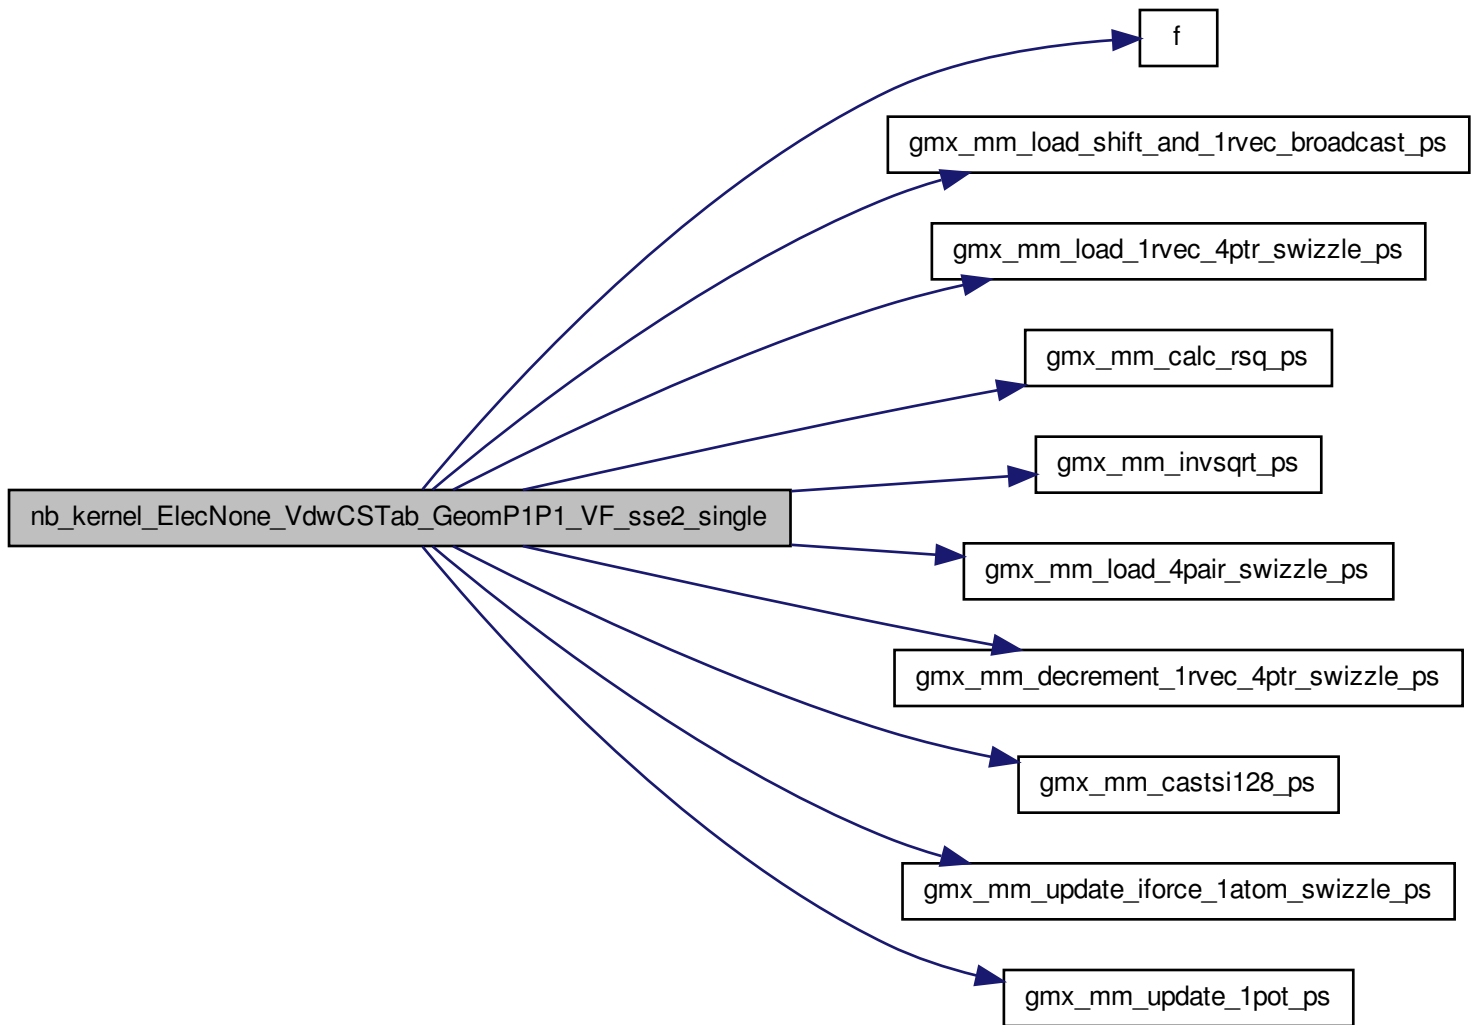 f
gmx_mm_load_shift_and_1rvec_broadcast_ps
gmx_mm_load_1rvec_4ptr_swizzle_ps
gmx_mm_calc_rsq_ps
gmx_mm_invsqrt_ps
nb_kernel_ElecNone_VdwCSTab_GeomP1P1_VF_sse2_single
gmx_mm_load_4pair_swizzle_ps
gmx_mm_decrement_1rvec_4ptr_swizzle_ps
gmx_mm_castsi128_ps
gmx_mm_update_iforce_1atom_swizzle_ps
gmx_mm_update_1pot_ps